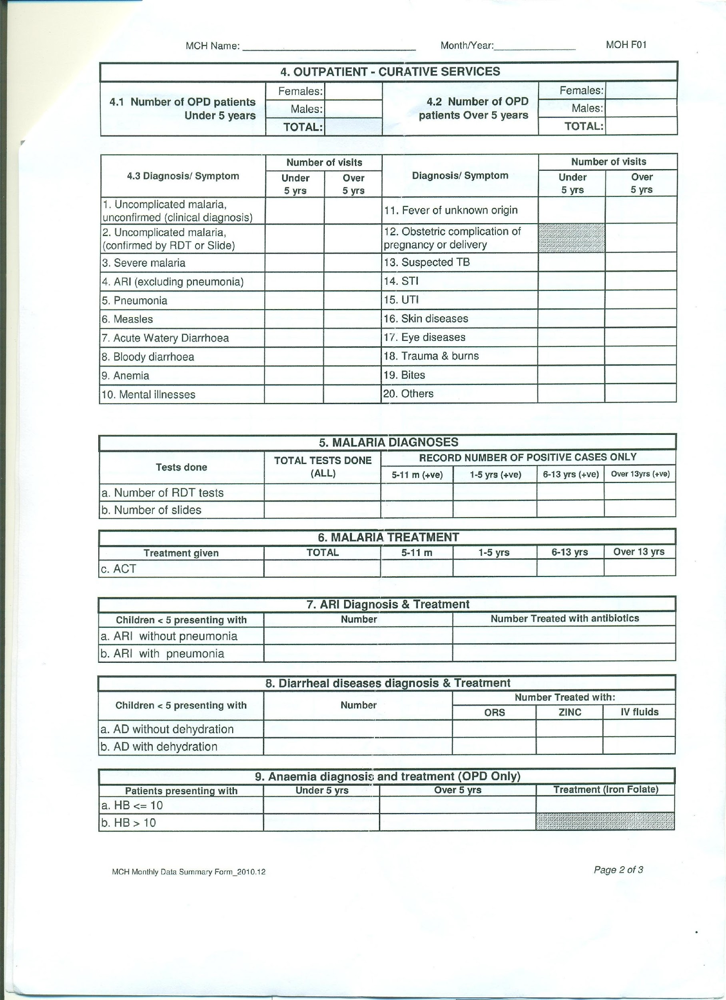 MCH Name: Month/Year: MOH F01
4. OUTPATIENT - CURATIVE SERVICES
4.1 Number of OPD patients Under 5 years
Females:
Males:
TOTAL:
4.2 Number of OPD patients Over 5 years
Females:
Males:
TOTAL:
4.3 Diagnosis/ Symptom
Number of visits
Under 5 yrs
Over 5 yrs
Diagnosis/ Symptom
Number of visits
Under 5 yrs
Over 5 yrs
1. Uncomplicated malaria, unconfirmed (clinical diagnosis)
11. Fever of unknown origin
2. Uncomplicated malaria, (confirmed by RDT or Slide)
12. Obstetric complication of pregnancy or delivery
3. Severe malaria
13. Suspected TB
4. ARI (excluding pneumonia)
14. STI
5. Pneumonia
15. UTI
6. Measles
16. Skin diseases
7. Acute Watery Diarrhoea
17. Eye diseases
8. Bloody diarrhoea
18. Trauma & burns
9. Anemia
19. Bites
10. Mental illnesses
20. Others
5. MALARIA DIAGNOSES
Tests done
TOTAL TESTS DONE (ALL)
RECORD NUMBER OF POSITIVE CASES ONLY
5-11 m (+ve)
1-5 yrs (+ve)
6-13 yrs (+ve)
Over 13yrs (+ve)
a. Number of RDT tests
b. Number of slides
6. MALARIA TREATMENT
Treatment given
TOTAL
5-11 m
1-5 yrs
6-13 yrs
Over 13 yrs
c. ACT
7. ARI Diagnosis & Treatment
Children < 5 presenting with
Number
Number Treated with antibiotics
a. ARI without pneumonia
b. ARI with pneumonia
8. Diarrheal diseases diagnosis & Treatment
Children < 5 presenting with
Number
Number Treated with:
ORS
ZINC
IV fluids
a. AD without dehydration
b. AD with dehydration
9. Anaemia diagnosis and treatment (OPD Only)
Patients presenting with
Under 5 yrs
Over 5 yrs
Treatment (Iron Folate)
a. HB <= 10
b. HB > 10
MCH Monthly Data Summary Form_2010.12
Page 2 of 3